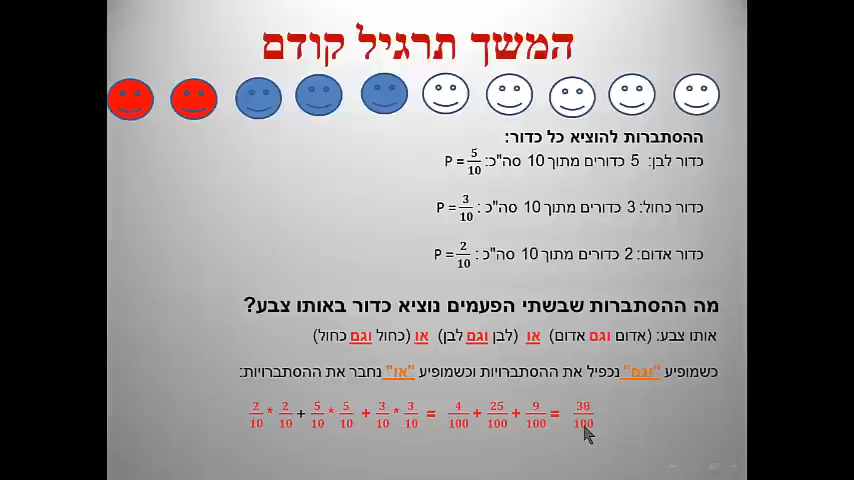 המשך תרגיל קודם
ההסתברות להוציא כל כדור:
כדור לבן: 5 כדורים מתוך 10 סה"כ: P = 5/10
כדור כחול: 3 כדורים מתוך 10 סה"כ : P = 3/10
כדור אדום: 2 כדורים מתוך 10 סה"כ : P = 2/10
מה ההסתברות שבשתי הפעמים נוציא כדור באותו צבע?
אותו צבע: (אדום וגם אדום) או (לבן וגם לבן) או (כחול וגם כחול)
כשמופיע "וגם" נכפיל את ההסתברויות וכשמופיע "או" נחבר את ההסתברויות:
2/10 * 2/10 + 5/10 * 5/10 + 3/10 * 3/10 = 4/100 + 25/100 + 9/100 = 38/100